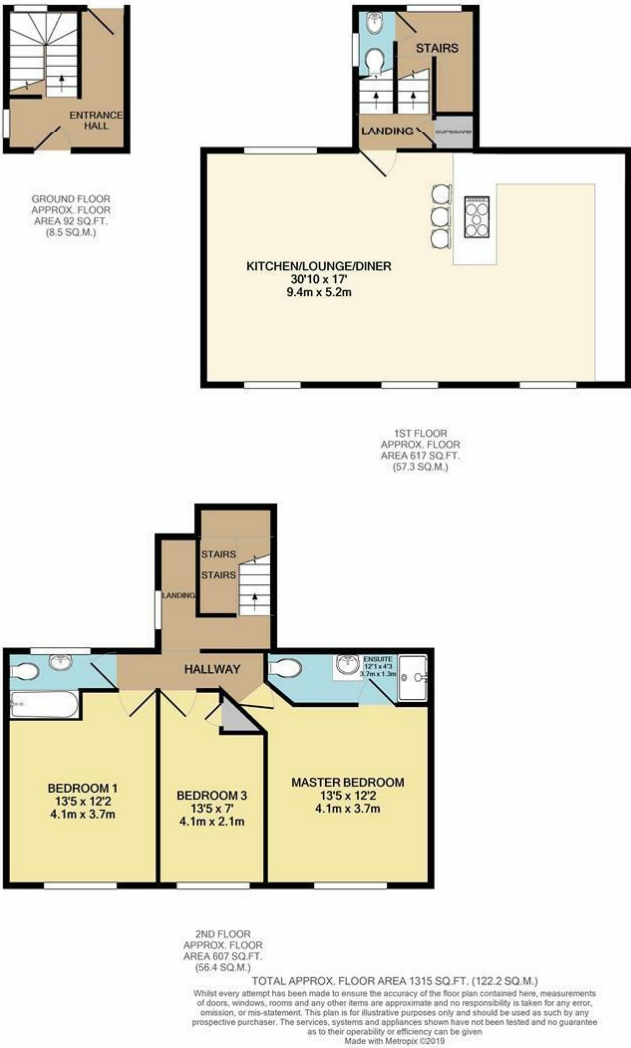 ENTRANCE
HALL
GROUND FLOOR
APPROX. FLOOR
AREA 92 SQ.FT.
(8.5 SQ.M.)
STAIRS
LANDING
CUPBOARD
KITCHEN/LOUNGE/DINER
30'10 x 17'
9.4m x 5.2m
1ST FLOOR
APPROX. FLOOR
AREA 617 SQ.FT.
(57.3 SQ.M.)
STAIRS
STAIRS
LANDING
HALLWAY
ENSUITE
12'1 x 4'3
3.7m x 1.3m
BEDROOM 1
13'5 x 12'2
4.1m x 3.7m
BEDROOM 3
13'5 x 7'
4.1m x 2.1m
MASTER BEDROOM
13'5 x 12'2
4.1m x 3.7m
2ND FLOOR
APPROX. FLOOR
AREA 607 SQ.FT.
(56.4 SQ.M.)
TOTAL APPROX. FLOOR AREA 1315 SQ.FT. (122.2 SQ.M.)
Whilst every attempt has been made to ensure the accuracy of the floor plan contained here, measurements
of doors, windows, rooms and any other items are approximate and no responsibility is taken for any error,
omission, or mis-statement. This plan is for illustrative purposes only and should be used as such by any
prospective purchaser. The services, systems and appliances shown have not been tested and no guarantee
as to their operability or efficiency can be given
Made with Metropix ©2019